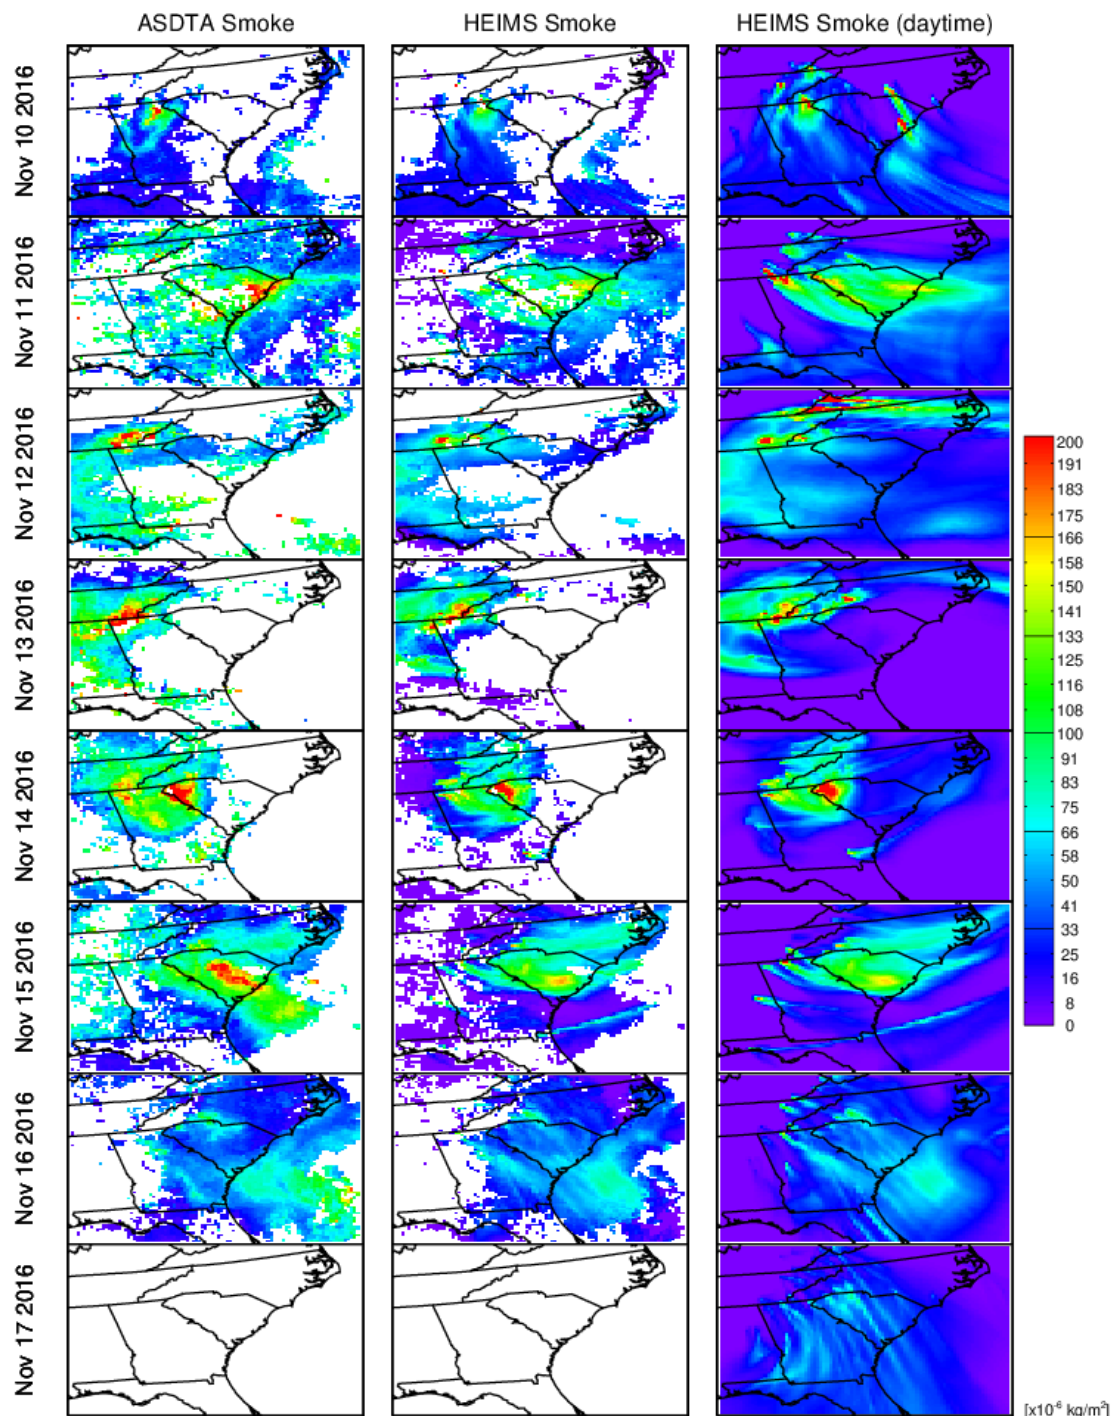 ASDTA Smoke
HEIMS Smoke
HEIMS Smoke (daytime)
Nov 10 2016
Nov 11 2016
Nov 12 2016
Nov 13 2016
Nov 14 2016
Nov 15 2016
Nov 16 2016
Nov 17 2016
200
191
183
175
166
158
150
141
133
125
116
108
100
91
83
75
66
58
50
41
33
25
16
8
0
[x10⁻⁶ kg/m²]